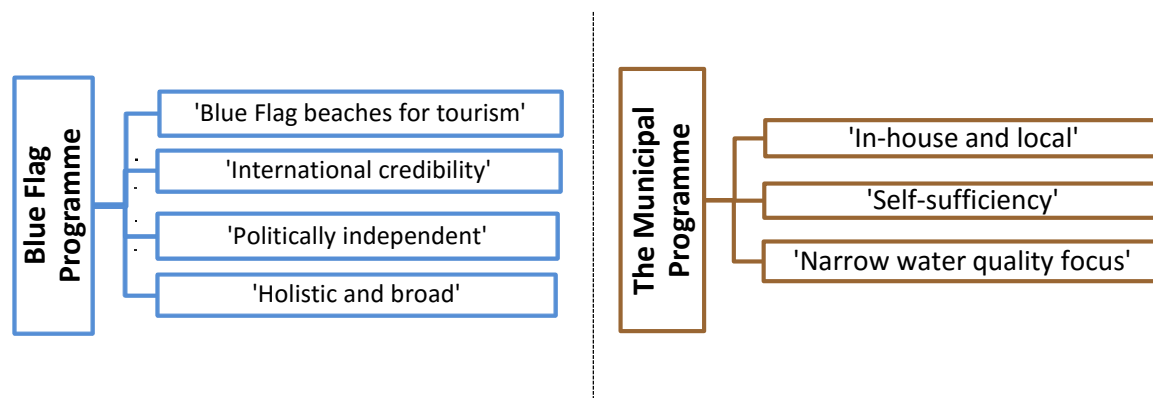 Blue Flag
Programme
'Blue Flag beaches for tourism'
'International credibility'
'Politically independent'
'Holistic and broad'
The Municipal
Programme
'In-house and local'
'Self-sufficiency'
'Narrow water quality focus'